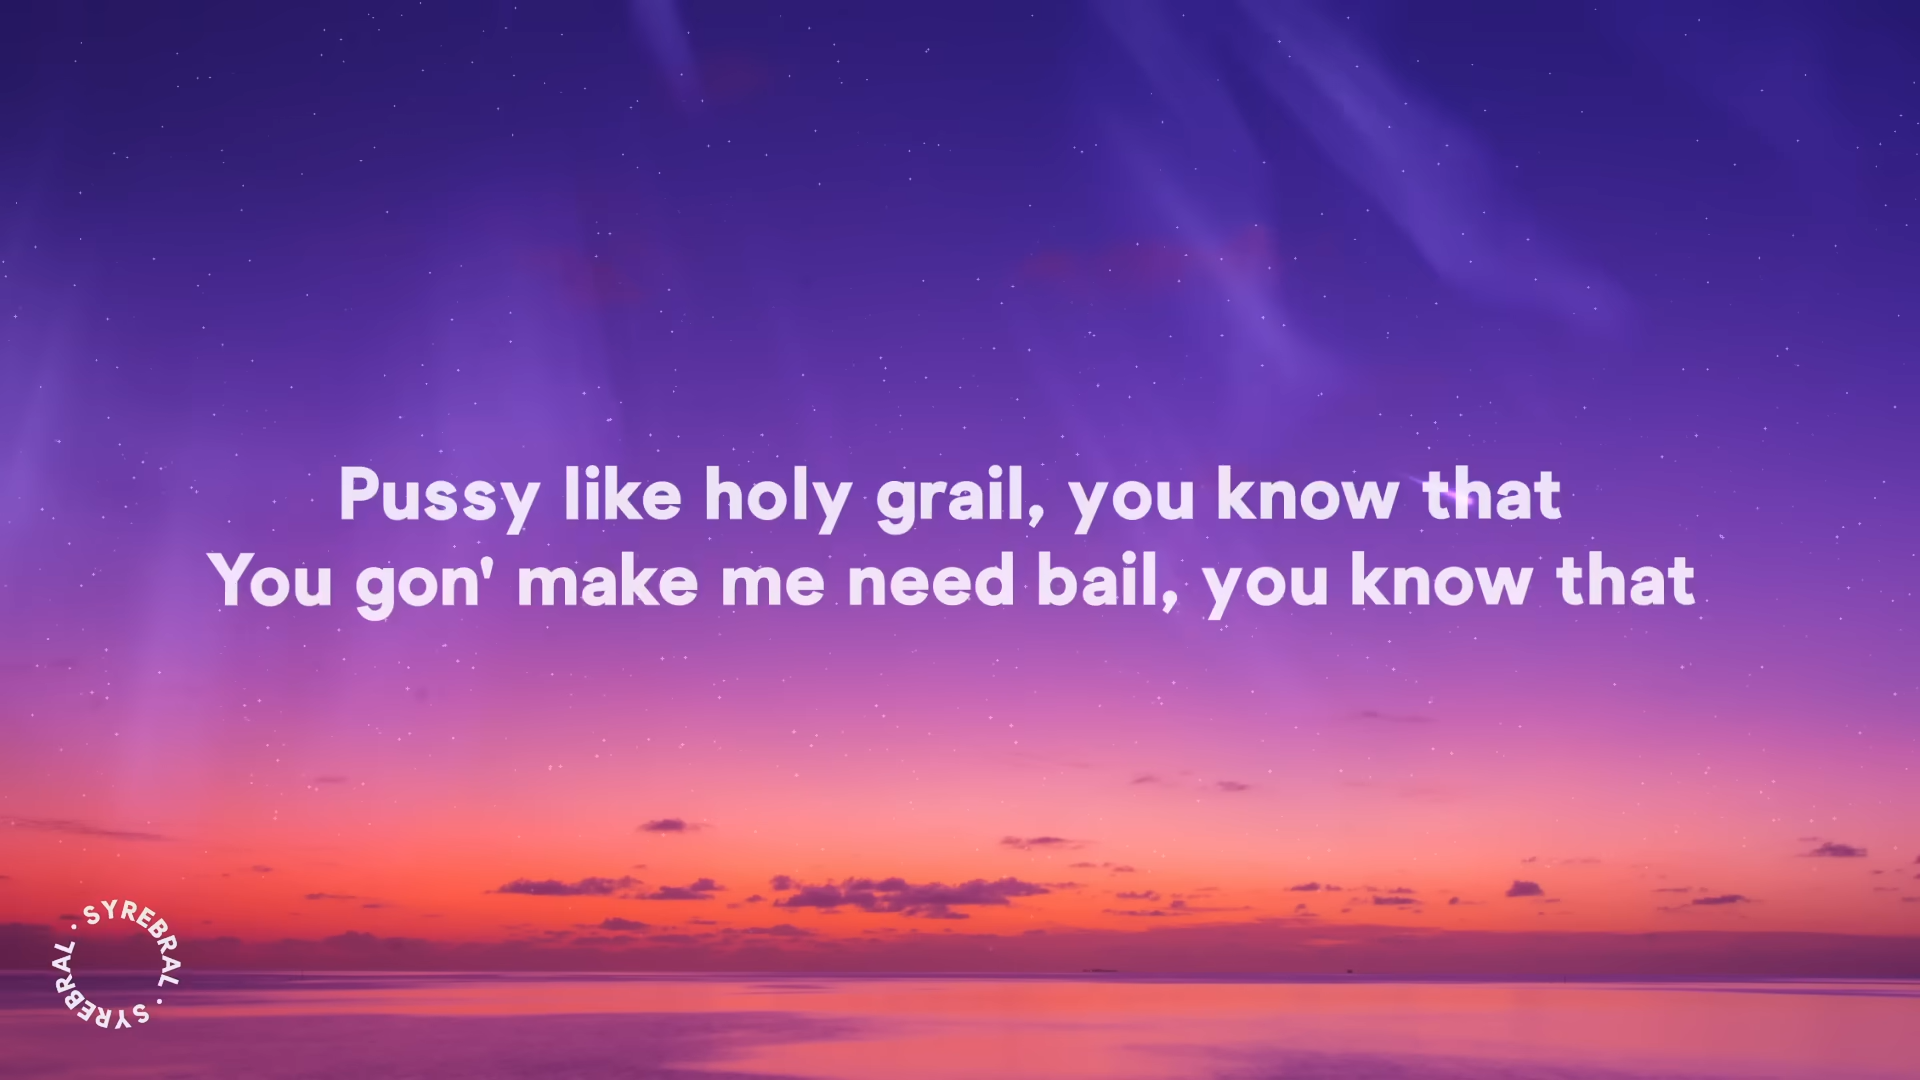 Pussy like holy grail, you know that
You gon' make me need bail, you know that
SYREBRAL · SYREBRAL ·